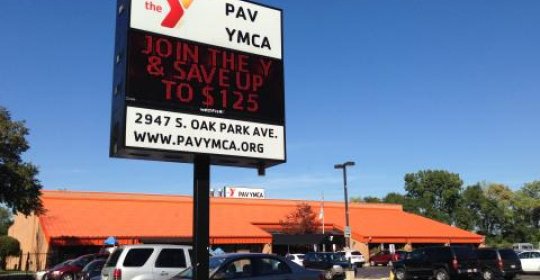 the Y
PAV
YMCA
JOIN THE Y
& SAVE UP
TO $125
2947 S. OAK PARK AVE.
WWW.PAVYMCA.ORG
PAV YMCA